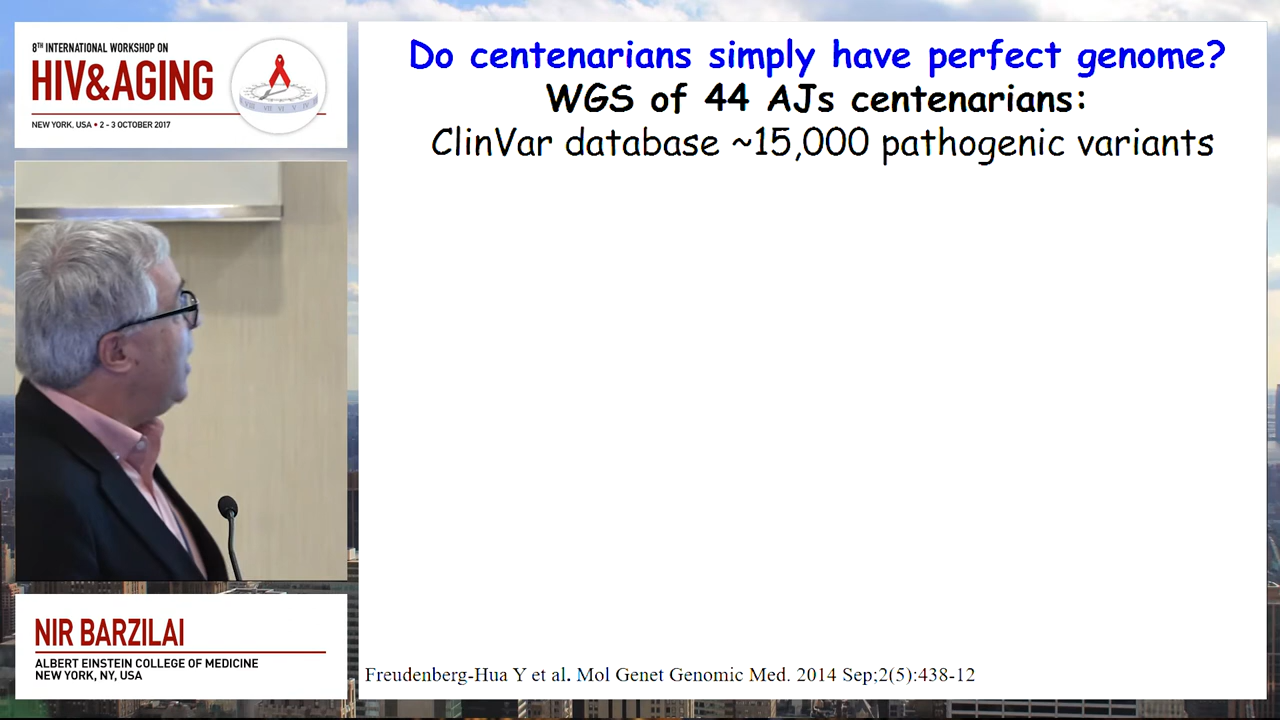 8TH INTERNATIONAL WORKSHOP ON
HIV&AGING
NEW YORK, USA • 2 - 3 OCTOBER 2017
Do centenarians simply have perfect genome?
WGS of 44 AJs centenarians:
ClinVar database ~15,000 pathogenic variants
NIR BARZILAI
ALBERT EINSTEIN COLLEGE OF MEDICINE
NEW YORK, NY, USA
Freudenberg-Hua Y et al. Mol Genet Genomic Med. 2014 Sep;2(5):438-12